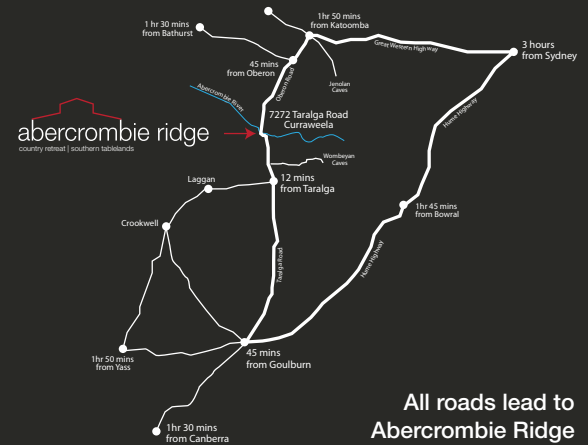 1 hr 30 mins
from Bathurst
1hr 50 mins
from Katoomba
Great Western Highway
3 hours
from Sydney
45 mins
from Oberon
Oberon Road
Jenolan
Caves
Abercrombie River
Hume Highway
7272 Taralga Road
Curraweela
abercrombie ridge
country retreat | southern tablelands
Wombeyan
Caves
12 mins
from Taralga
Laggan
1hr 45 mins
from Bowral
Crookwell
Taralga Road
Hume Highway
1hr 50 mins
from Yass
45 mins
from Goulburn
1hr 30 mins
from Canberra
All roads lead to
Abercrombie Ridge